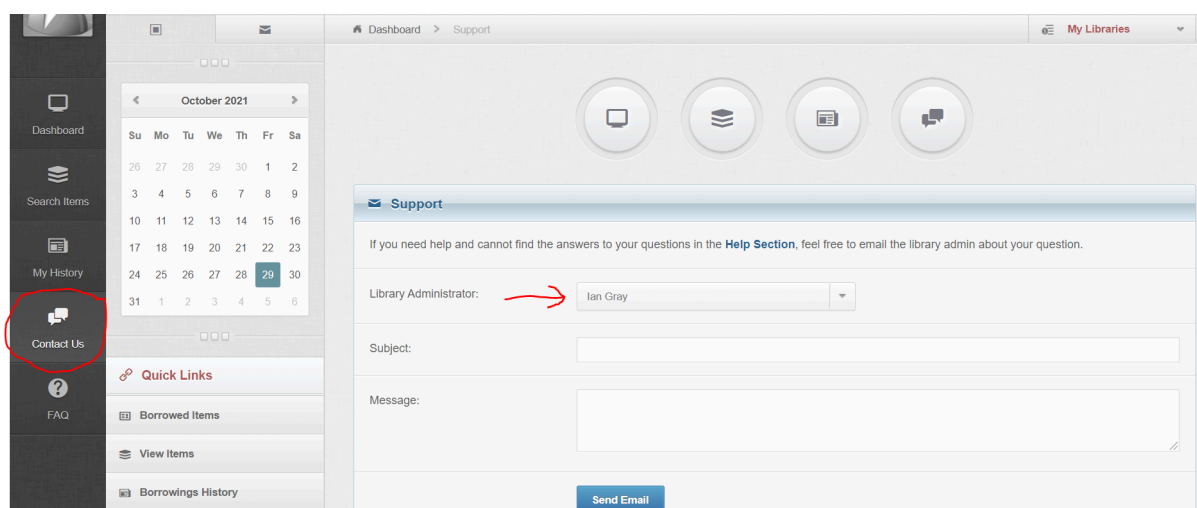 Dashboard > Support
My Libraries
Dashboard
Search Items
My History
Contact Us
FAQ
October 2021
Su Mo Tu We Th Fr Sa
26 27 28 29 30 1 2
3 4 5 6 7 8 9
10 11 12 13 14 15 16
17 18 19 20 21 22 23
24 25 26 27 28 29 30
31 1 2 3 4 5 6
Quick Links
Borrowed Items
View Items
Borrowings History
Support
If you need help and cannot find the answers to your questions in the Help Section, feel free to email the library admin about your question.
Library Administrator:
Ian Gray
Subject:
Message:
Send Email